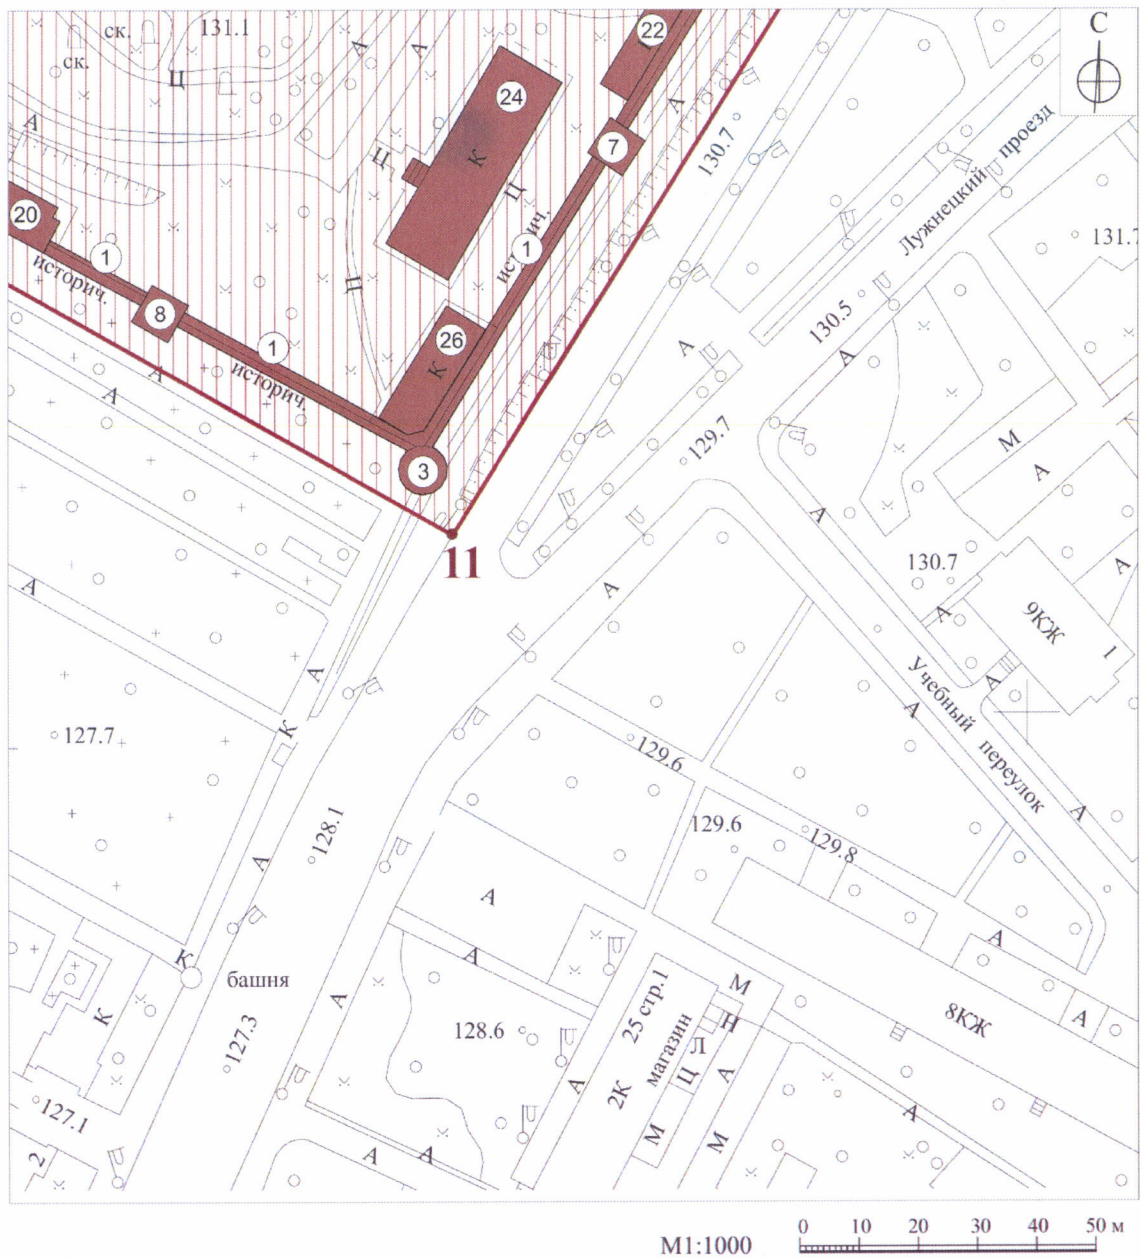 ск.
131.1
А
А
22
С
ск.
Ц
24
К
А
А
7
130.7
Лужнецкий проезд
Ц
Ц
20
1
историч.
1
историч.
131.7
8
П
26
К
130.5
А
А
1
историч.
А
А
3
129.7
М
А
А
11
130.7
А
А
А
А
9КЖ
1
А
А
К
127.7
129.6
Учебный переулок
А
А
128.1
129.6
129.8
А
А
К
башня
А
А
А
М
25 стр.1
8КЖ
А
К
127.3
128.6
магазин
Н
Л
2К
Ц
А
А
А
127.1
М
М
2
А
А
М1:1000
0 10 20 30 40 50 м